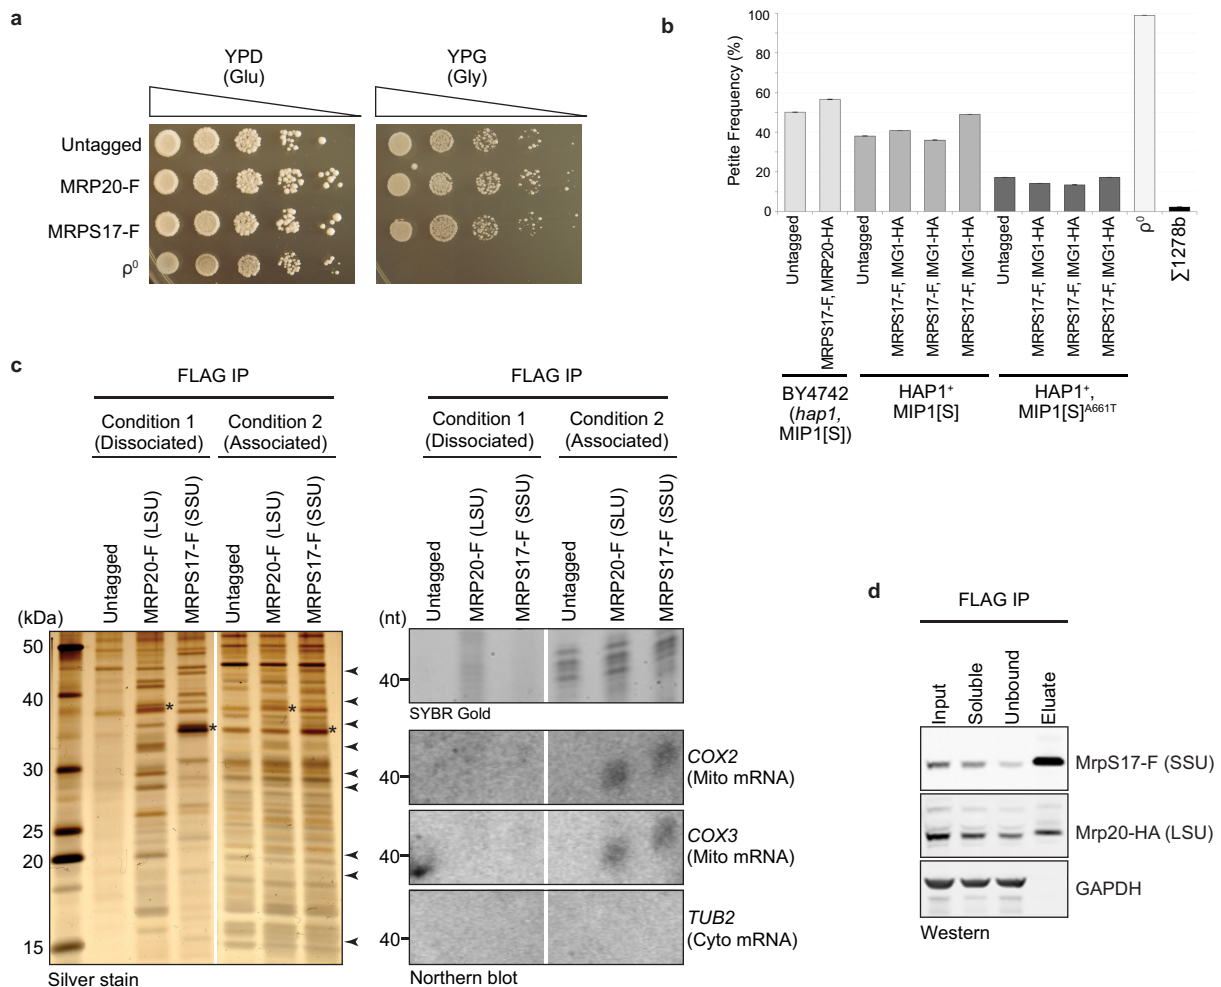 a
YPD
(Glu)
YPG
(Gly)
Untagged
MRP20-F
MRPS17-F
ρ⁰
b
Petite Frequency (%)
100
80
60
40
20
0
Untagged
MRPS17-F, MRP20-HA
Untagged
MRPS17-F, IMG1-HA
MRPS17-F, IMG1-HA
MRPS17-F, IMG1-HA
Untagged
MRPS17-F, IMG1-HA
MRPS17-F, IMG1-HA
MRPS17-F, IMG1-HA
ρ⁰
∑1278b
BY4742
(hap1,
MIP1[S])
HAP1⁺
MIP1[S]
HAP1⁺,
MIP1[S]ᴬ⁶⁶¹ᵀ
c
FLAG IP
Condition 1
(Dissociated)
Condition 2
(Associated)
Untagged
MRP20-F (LSU)
MRPS17-F (SSU)
Untagged
MRP20-F (LSU)
MRPS17-F (SSU)
(kDa)
50
40
30
25
20
15
*
*
*
*
Silver stain
FLAG IP
Condition 1
(Dissociated)
Condition 2
(Associated)
Untagged
MRP20-F (LSU)
MRPS17-F (SSU)
Untagged
MRP20-F (SLU)
MRPS17-F (SSU)
(nt)
40
SYBR Gold
40
COX2
(Mito mRNA)
40
COX3
(Mito mRNA)
40
TUB2
(Cyto mRNA)
Northern blot
d
FLAG IP
Input
Soluble
Unbound
Eluate
MrpS17-F (SSU)
Mrp20-HA (LSU)
GAPDH
Western